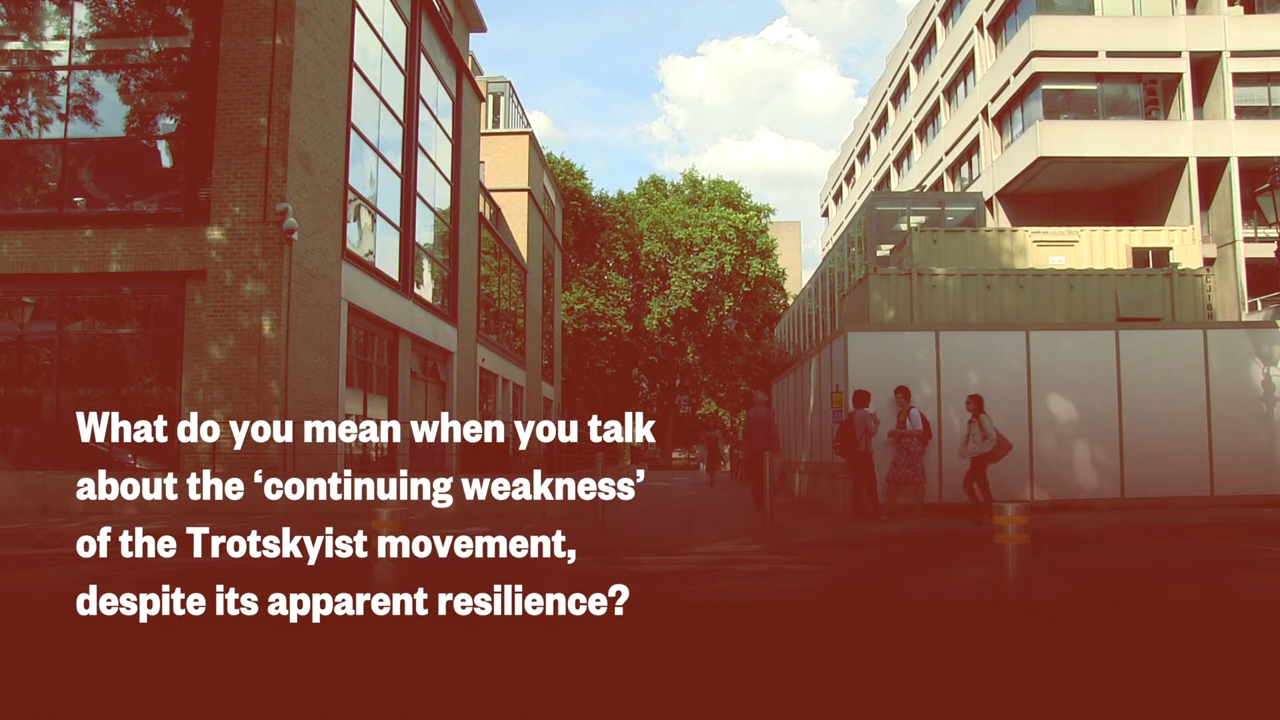 What do you mean when you talk
about the ‘continuing weakness’
of the Trotskyist movement,
despite its apparent resilience?